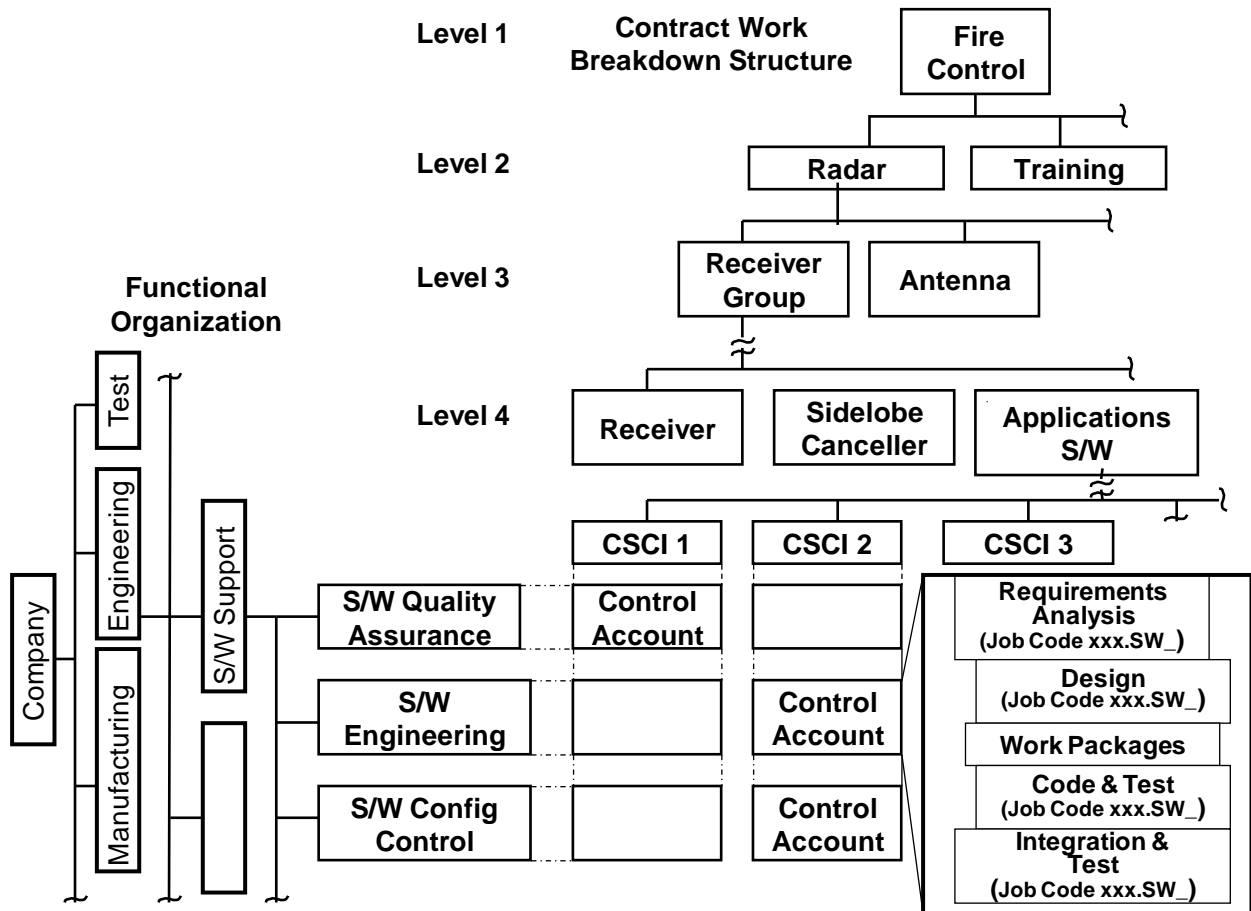 Level 1
Contract Work
Breakdown Structure
Fire
Control
Level 2
Radar
Training
Level 3
Receiver
Group
Antenna
Functional
Organization
Level 4
Receiver
Sidelobe
Canceller
Applications
S/W
Company
Test
Engineering
Manufacturing
S/W Support
CSCI 1
CSCI 2
CSCI 3
S/W Quality
Assurance
Control
Account
S/W
Engineering
Control
Account
S/W Config
Control
Control
Account
Requirements
Analysis
(Job Code xxx.SW_)
Design
(Job Code xxx.SW_)
Work Packages
Code & Test
(Job Code xxx.SW_)
Integration &
Test
(Job Code xxx.SW_)